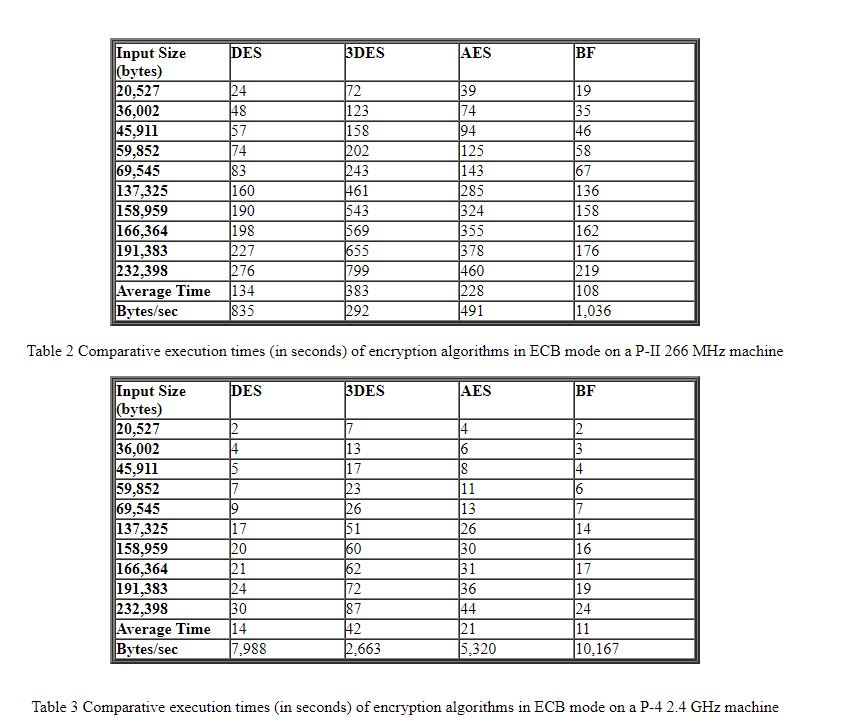 Input Size (bytes) DES 3DES AES BF
20,527 24 72 39 19
36,002 48 123 74 35
45,911 57 158 94 46
59,852 74 202 125 58
69,545 83 243 143 67
137,325 160 461 285 136
158,959 190 543 324 158
166,364 198 569 355 162
191,383 227 655 378 176
232,398 276 799 460 219
Average Time 134 383 228 108
Bytes/sec 835 292 491 1,036
Table 2 Comparative execution times (in seconds) of encryption algorithms in ECB mode on a P-II 266 MHz machine
Input Size (bytes) DES 3DES AES BF
20,527 2 7 4 2
36,002 4 13 6 3
45,911 5 17 8 4
59,852 7 23 11 6
69,545 9 26 13 7
137,325 17 51 26 14
158,959 20 60 30 16
166,364 21 62 31 17
191,383 24 72 36 19
232,398 30 87 44 24
Average Time 14 42 21 11
Bytes/sec 7,988 2,663 5,320 10,167
Table 3 Comparative execution times (in seconds) of encryption algorithms in ECB mode on a P-4 2.4 GHz machine